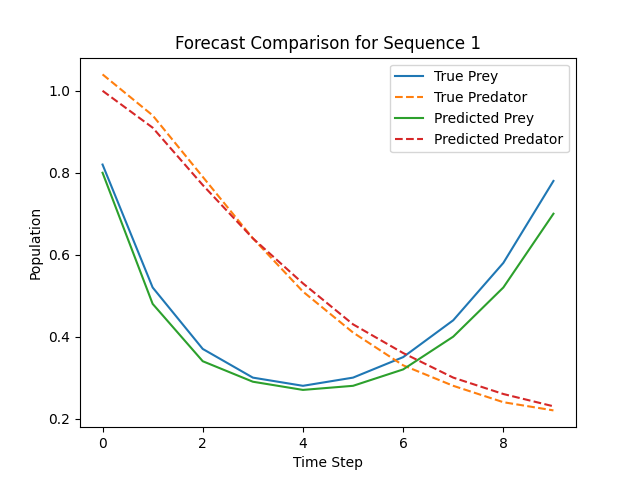 Forecast Comparison for Sequence 1
True Prey
True Predator
Predicted Prey
Predicted Predator
1.0
0.8
0.6
0.4
0.2
Population
0 2 4 6 8
Time Step